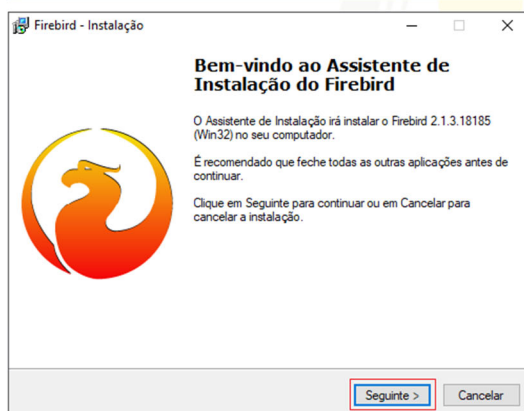 Firebird - Instalação
Bem-vindo ao Assistente de
Instalação do Firebird
O Assistente de Instalação irá instalar o Firebird 2.1.3.18185
(Win32) no seu computador.
É recomendado que feche todas as outras aplicações antes de
continuar.
Clique em Seguinte para continuar ou em Cancelar para
cancelar a instalação.
Seguinte >
Cancelar